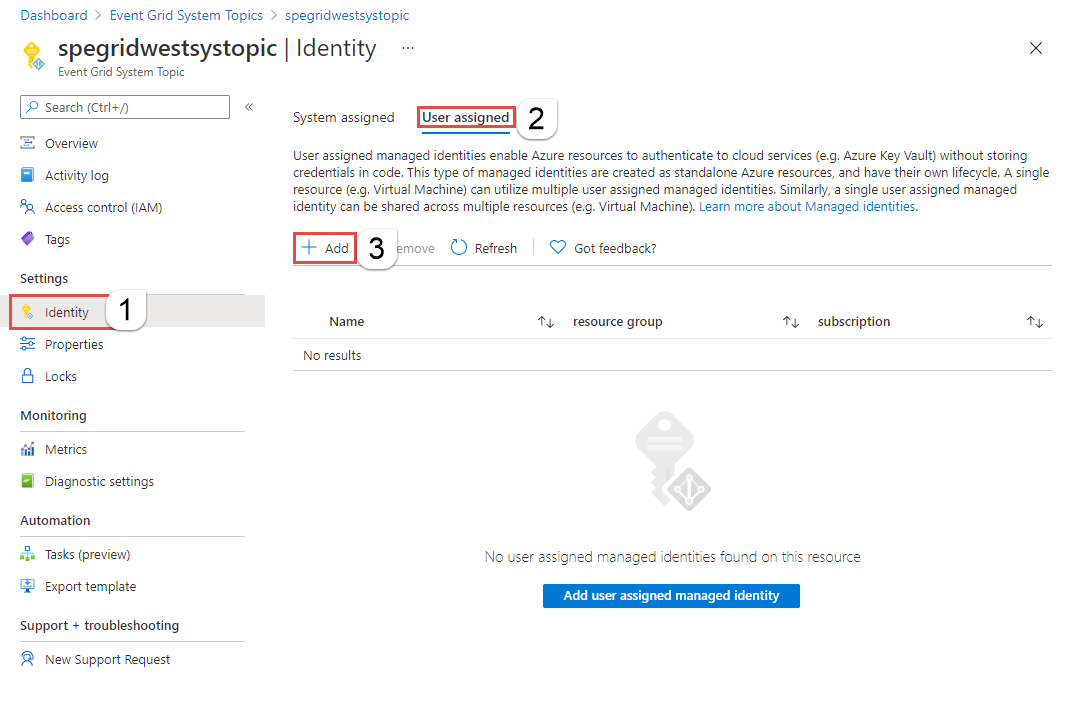 Dashboard > Event Grid System Topics > spegridwestsystopic
spegridwestsystopic | Identity ...
Event Grid System Topic
Search (Ctrl+/) «
Overview
Activity log
Access control (IAM)
Tags
Settings
Identity 1
Properties
Locks
Monitoring
Metrics
Diagnostic settings
Automation
Tasks (preview)
Export template
Support + troubleshooting
New Support Request
System assigned User assigned 2
User assigned managed identities enable Azure resources to authenticate to cloud services (e.g. Azure Key Vault) without storing
credentials in code. This type of managed identities are created as standalone Azure resources, and have their own lifecycle. A single
resource (e.g. Virtual Machine) can utilize multiple user assigned managed identities. Similarly, a single user assigned managed
identity can be shared across multiple resources (e.g. Virtual Machine). Learn more about Managed identities.
+ Add 3 emove Refresh Got feedback?
Name resource group subscription
No results
No user assigned managed identities found on this resource
Add user assigned managed identity